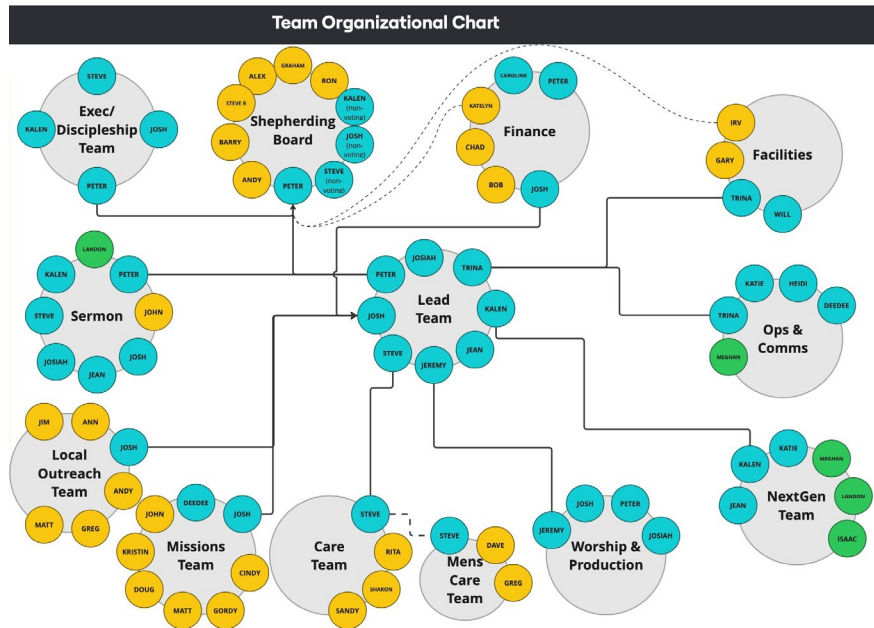 Team Organizational Chart
STEVE
KALEN
Exec/
Discipleship
Team
JOSH
PETER
GRAHAM
ALEX
RON
STEVE R
KALEN
(non-
voting)
Shepherding
Board
BARRY
JOSH
(non-
voting)
ANDY
PETER
STEVE
(non-
voting)
CAROLINE
PETER
KATELYN
Finance
CHAD
BOB
JOSH
IRV
Facilities
GARY
TRINA
WILL
LANDON
KALEN
PETER
STEVE
Sermon
JOHN
JOSIAH
JOSH
JEAN
JOSIAH
PETER
TRINA
Lead
Team
JOSH
KALEN
STEVE
JEAN
JEREMY
KATIE
HEIDI
DEEDEE
TRINA
Ops &
Comms
MEGHAN
JIM
ANN
JOSH
Local
Outreach
Team
ANDY
MATT
GREG
DEEDEE
JOHN
JOSH
KRISTIN
Missions
Team
CINDY
DOUG
MATT
GORDY
STEVE
Care
Team
RITA
SHARON
SANDY
STEVE
DAVE
Mens
Care
Team
GREG
JOSH
PETER
JEREMY
JOSIAH
Worship &
Production
KATIE
KALEN
MEGHAN
JEAN
NextGen
Team
LANDON
ISAAC